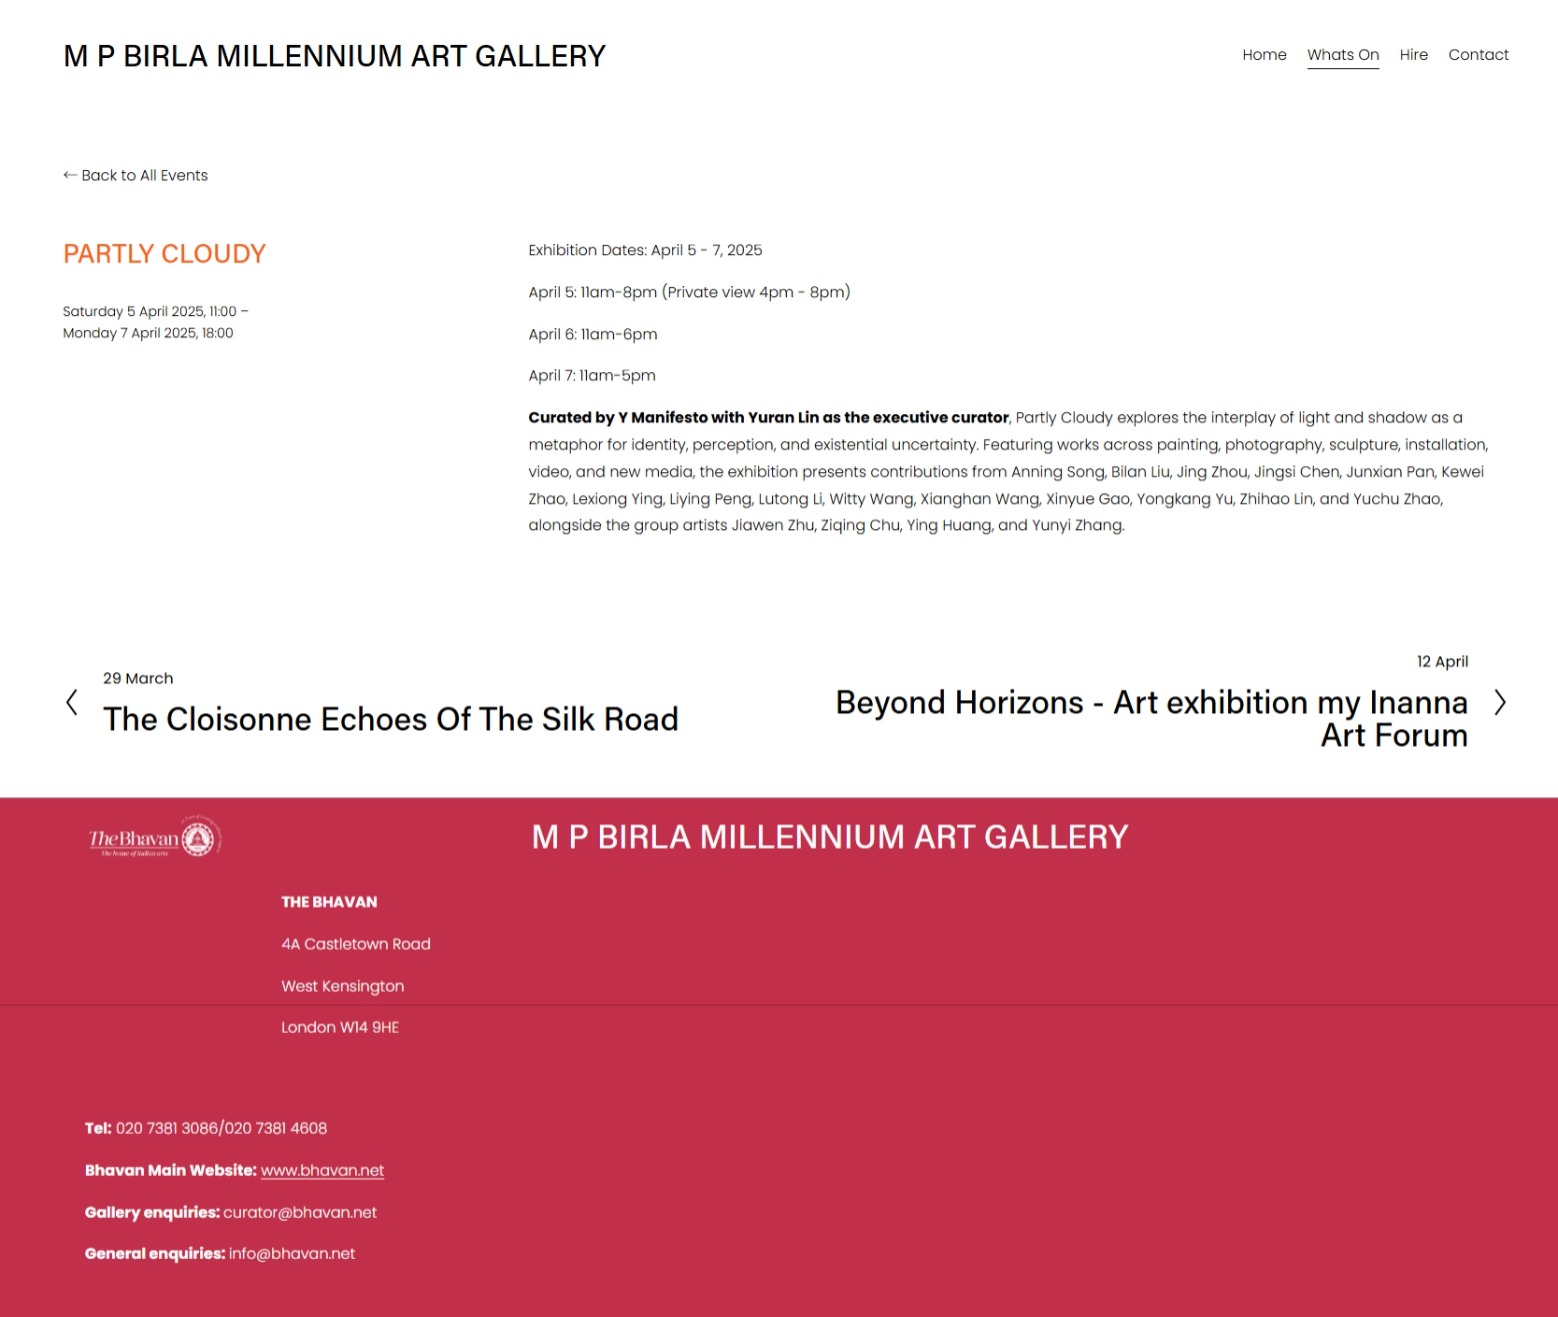 M P BIRLA MILLENNIUM ART GALLERY
Home Whats On Hire Contact
← Back to All Events
PARTLY CLOUDY
Saturday 5 April 2025, 11:00 –
Monday 7 April 2025, 18:00
Exhibition Dates: April 5 - 7, 2025
April 5: 11am-8pm (Private view 4pm - 8pm)
April 6: 11am-6pm
April 7: 11am-5pm
Curated by Y Manifesto with Yuran Lin as the executive curator, Partly Cloudy explores the interplay of light and shadow as a
metaphor for identity, perception, and existential uncertainty. Featuring works across painting, photography, sculpture, installation,
video, and new media, the exhibition presents contributions from Anning Song, Bilan Liu, Jing Zhou, Jingsi Chen, Junxian Pan, Kewei
Zhao, Lexiong Ying, Liying Peng, Lutong Li, Witty Wang, Xianghan Wang, Xinyue Gao, Yongkang Yu, Zhihao Lin, and Yuchu Zhao,
alongside the group artists Jiawen Zhu, Ziqing Chu, Ying Huang, and Yunyi Zhang.
29 March
The Cloisonne Echoes Of The Silk Road
12 April
Beyond Horizons - Art exhibition my Inanna
Art Forum
The Bhavan
The home of Indian arts
M P BIRLA MILLENNIUM ART GALLERY
THE BHAVAN
4A Castletown Road
West Kensington
London W14 9HE
Tel: 020 7381 3086/020 7381 4608
Bhavan Main Website: www.bhavan.net
Gallery enquiries: curator@bhavan.net
General enquiries: info@bhavan.net